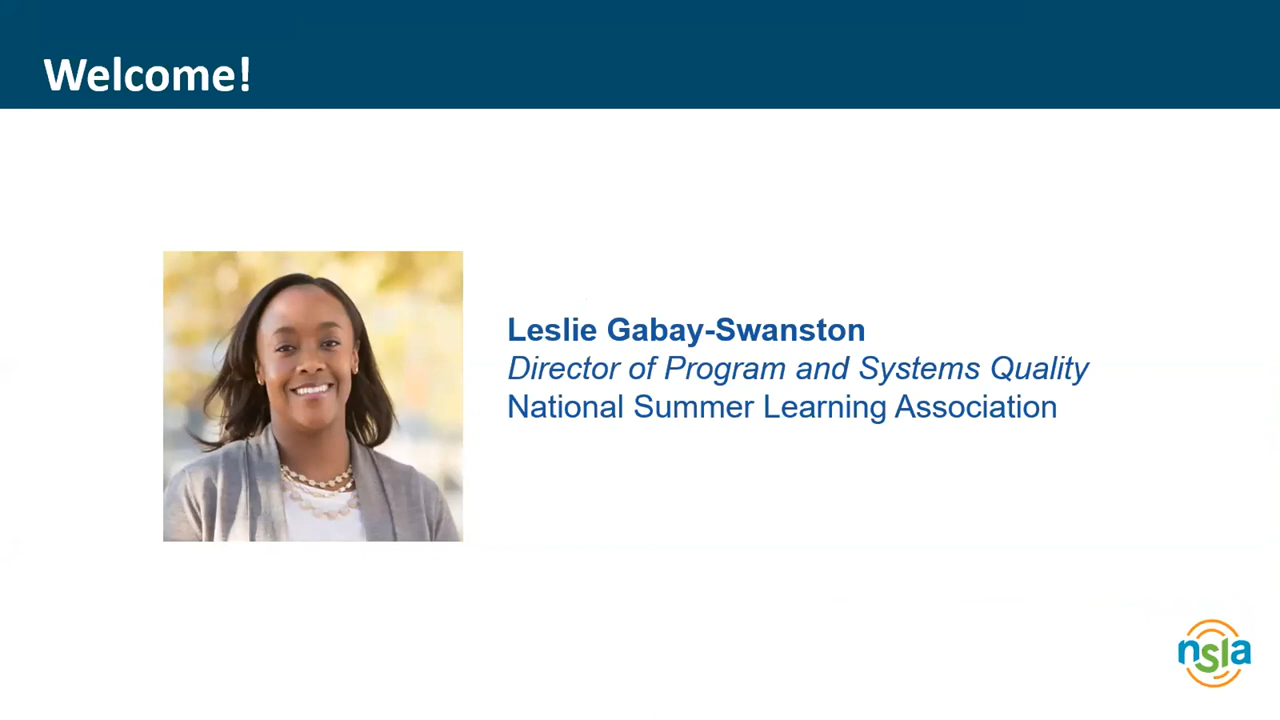 Welcome!
Leslie Gabay-Swanston
Director of Program and Systems Quality
National Summer Learning Association
nsla